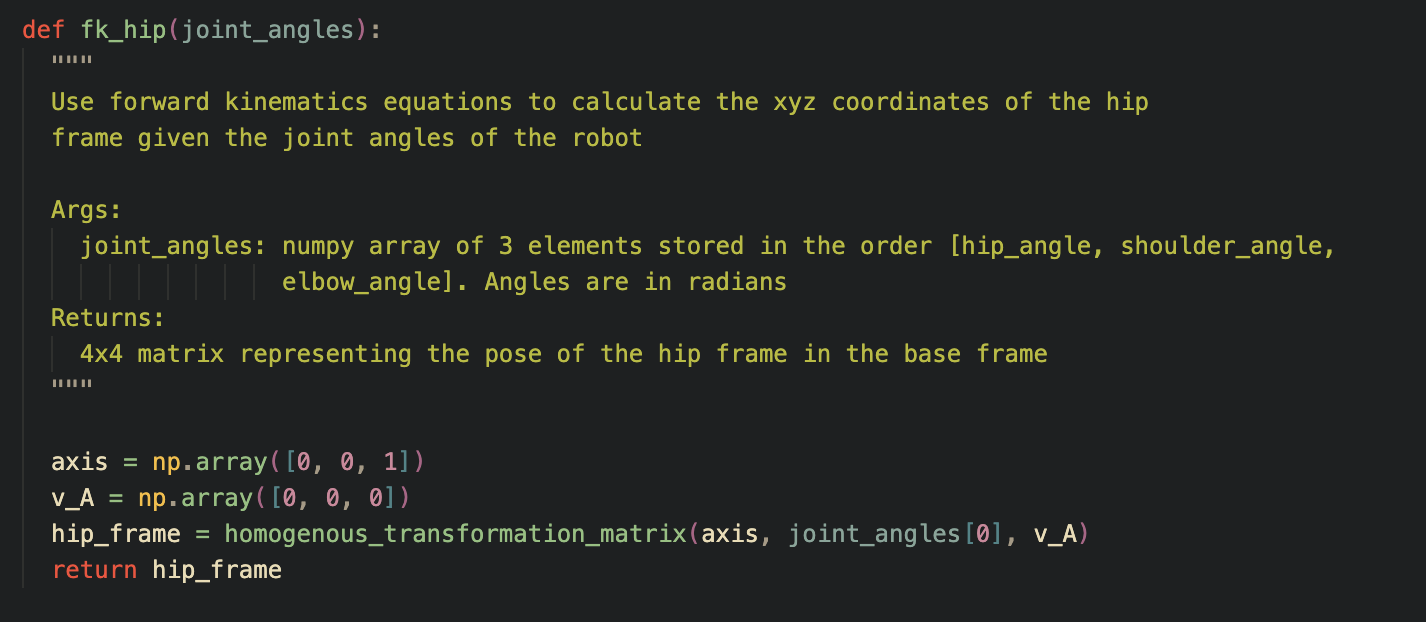 def fk_hip(joint_angles):
"""
Use forward kinematics equations to calculate the xyz coordinates of the hip
frame given the joint angles of the robot
Args:
joint_angles: numpy array of 3 elements stored in the order [hip_angle, shoulder_angle,
elbow_angle]. Angles are in radians
Returns:
4x4 matrix representing the pose of the hip frame in the base frame
"""
axis = np.array([0, 0, 1])
v_A = np.array([0, 0, 0])
hip_frame = homogenous_transformation_matrix(axis, joint_angles[0], v_A)
return hip_frame